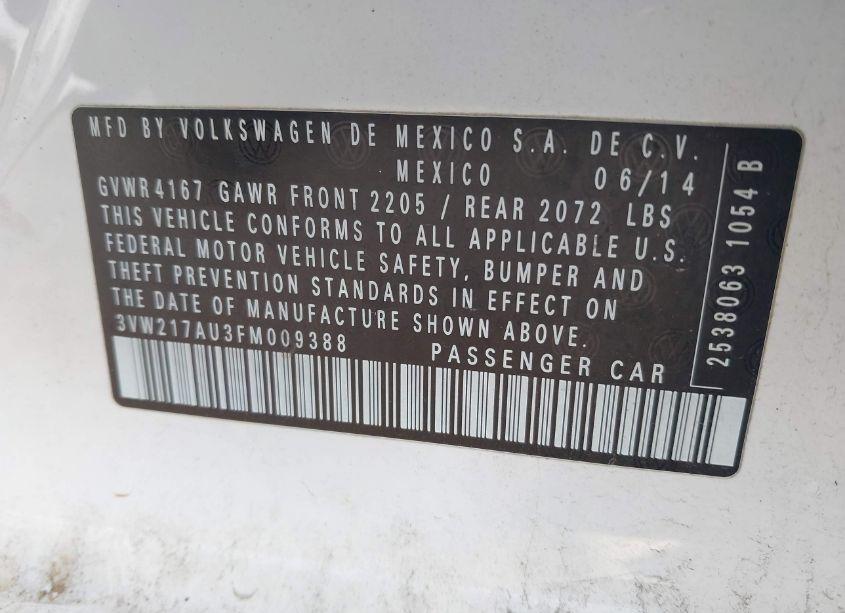 MFD BY VOLKSWAGEN DE MEXICO S.A. DE C.V.
MEXICO 06/14
GVWR 4167 GAWR FRONT 2205 / REAR 2072 LBS
THIS VEHICLE CONFORMS TO ALL APPLICABLE U.S.
FEDERAL MOTOR VEHICLE SAFETY, BUMPER AND
THEFT PREVENTION STANDARDS IN EFFECT ON
THE DATE OF MANUFACTURE SHOWN ABOVE.
3VW217AU3FM009388 PASSENGER CAR
2538063 1054 B